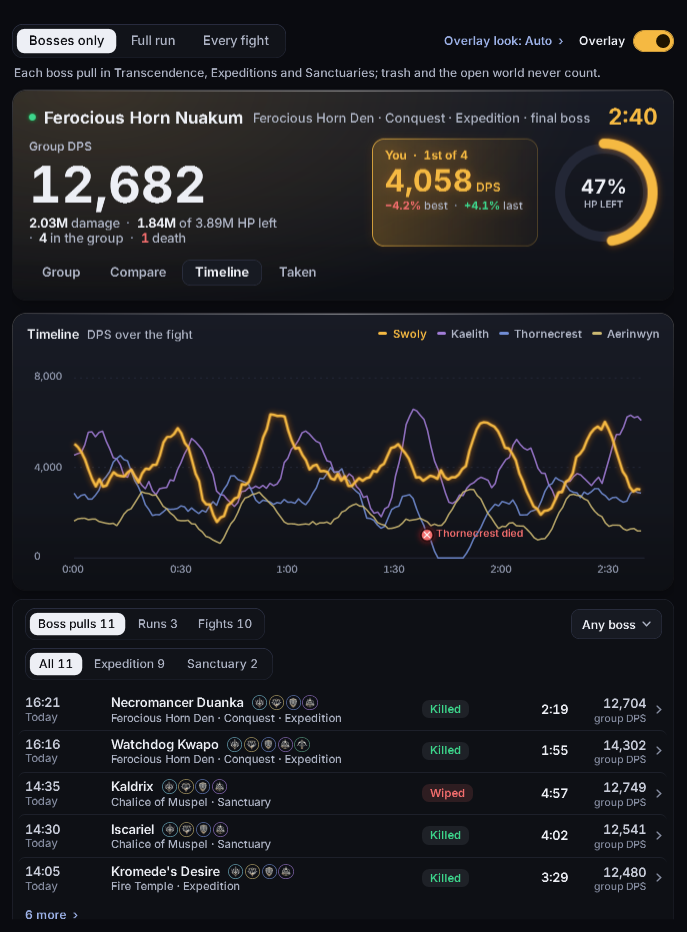 Bosses only Full run Every fight Overlay look: Auto › Overlay
Each boss pull in Transcendence, Expeditions and Sanctuaries; trash and the open world never count.
Ferocious Horn Nuakum Ferocious Horn Den · Conquest · Expedition · final boss 2:40
Group DPS
12,682
2.03M damage · 1.84M of 3.89M HP left
· 4 in the group · 1 death
You · 1st of 4
4,058 DPS
−4.2% best · +4.1% last
47%
HP LEFT
Group Compare Timeline Taken
Timeline DPS over the fight Swoly Kaelith Thornecrest Aerinwyn
8,000
4,000
Thornecrest died
0
0:00 0:30 1:00 1:30 2:00 2:30
Boss pulls 11 Runs 3 Fights 10 Any boss
All 11 Expedition 9 Sanctuary 2
16:21 Necromancer Duanka Killed 2:19 12,704 ›
Today Ferocious Horn Den · Conquest · Expedition group DPS
16:16 Watchdog Kwapo Killed 1:55 14,302 ›
Today Ferocious Horn Den · Conquest · Expedition group DPS
14:35 Kaldrix Wiped 4:57 12,749 ›
Today Chalice of Muspel · Sanctuary group DPS
14:30 Iscariel Killed 4:02 12,541 ›
Today Chalice of Muspel · Sanctuary group DPS
14:05 Kromede's Desire Killed 3:29 12,480 ›
Today Fire Temple · Expedition group DPS
6 more ›